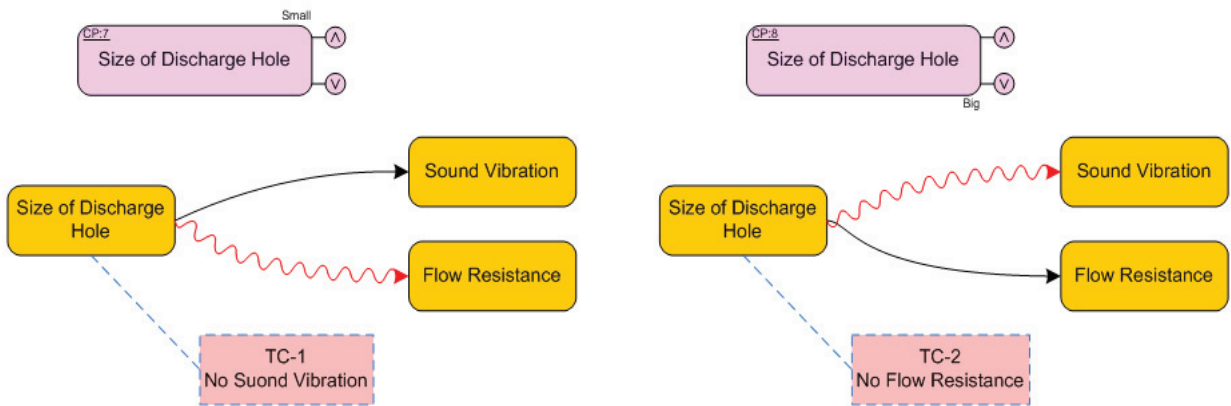 Small
CP:7
Size of Discharge Hole
Λ
V
CP:8
Size of Discharge Hole
Λ
V
Big
Sound Vibration
Size of Discharge
Hole
Flow Resistance
TC-1
No Suond Vibration
Sound Vibration
Size of Discharge
Hole
Flow Resistance
TC-2
No Flow Resistance